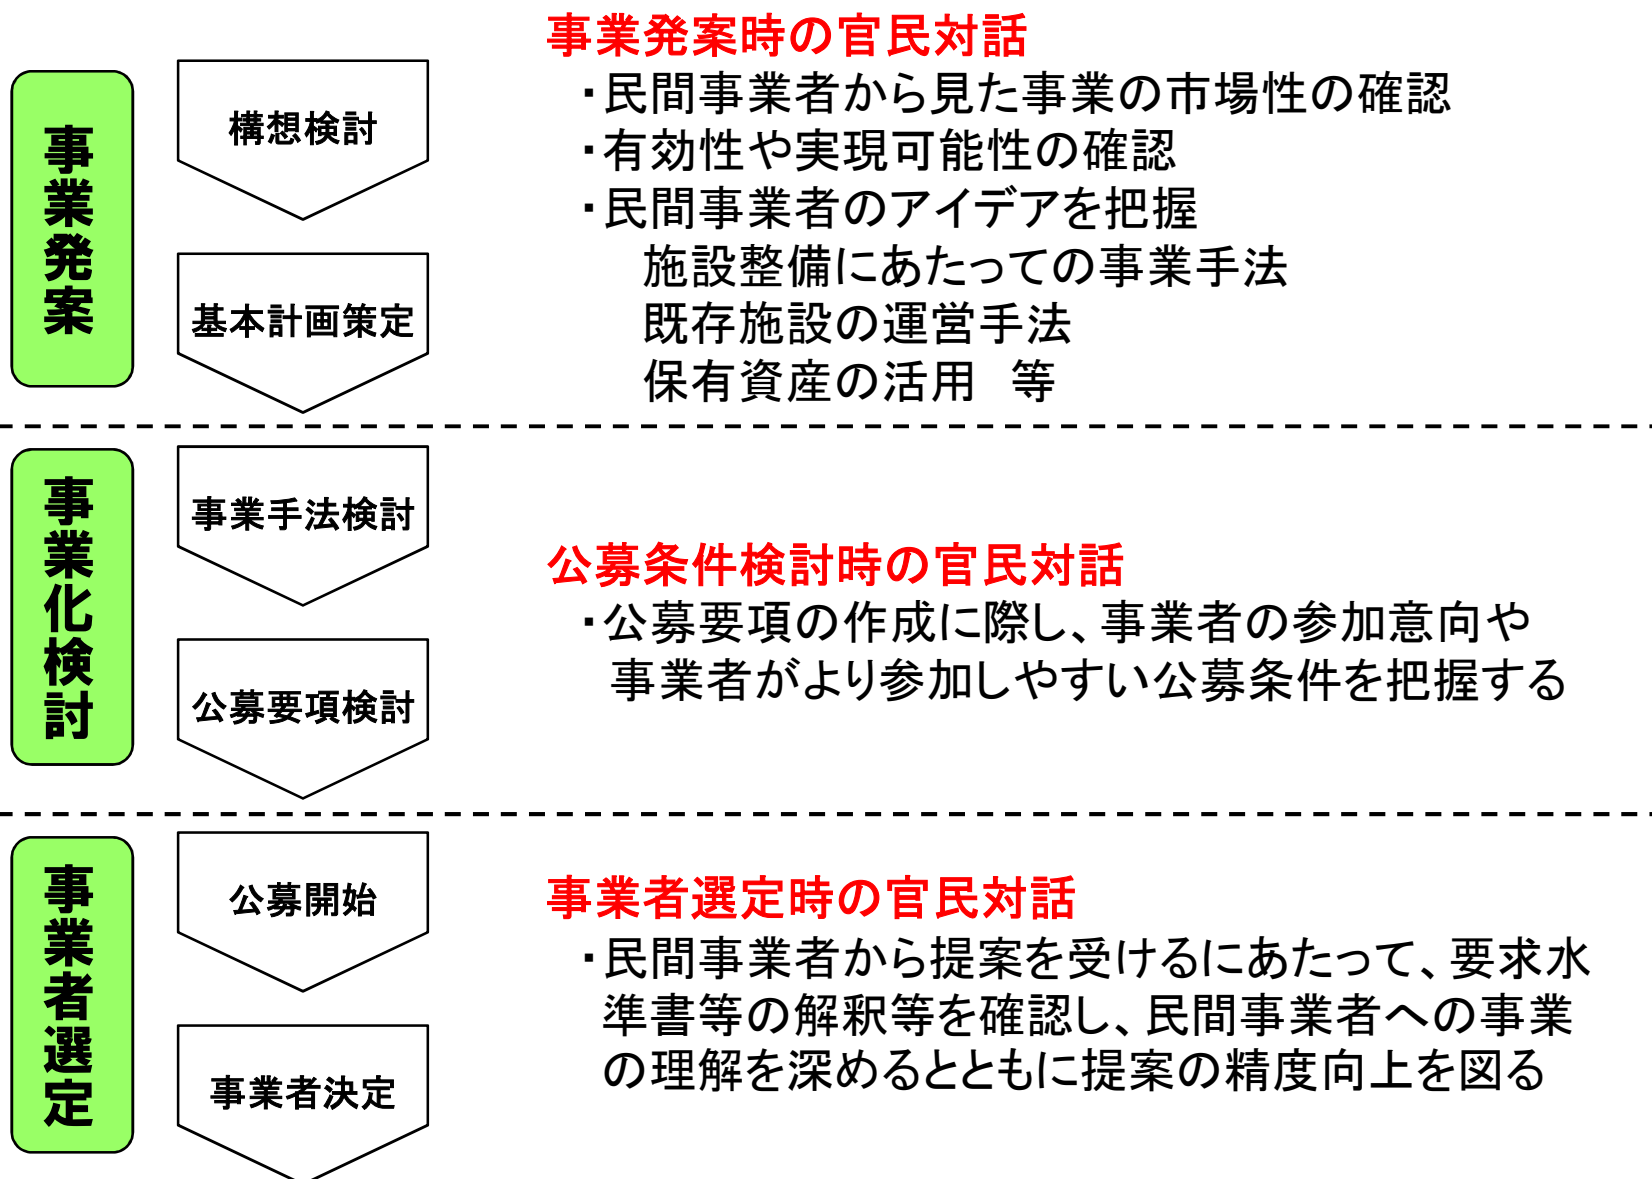 事業発案
構想検討
基本計画策定
事業発案時の官民対話
・民間事業者から見た事業の市場性の確認
・有効性や実現可能性の確認
・民間事業者のアイデアを把握
施設整備にあたっての事業手法
既存施設の運営手法
保有資産の活用　等
事業化検討
事業手法検討
公募要項検討
公募条件検討時の官民対話
・公募要項の作成に際し、事業者の参加意向や
事業者がより参加しやすい公募条件を把握する
事業者選定
公募開始
事業者決定
事業者選定時の官民対話
・民間事業者から提案を受けるにあたって、要求水
準書等の解釈等を確認し、民間事業者への事業
の理解を深めるとともに提案の精度向上を図る